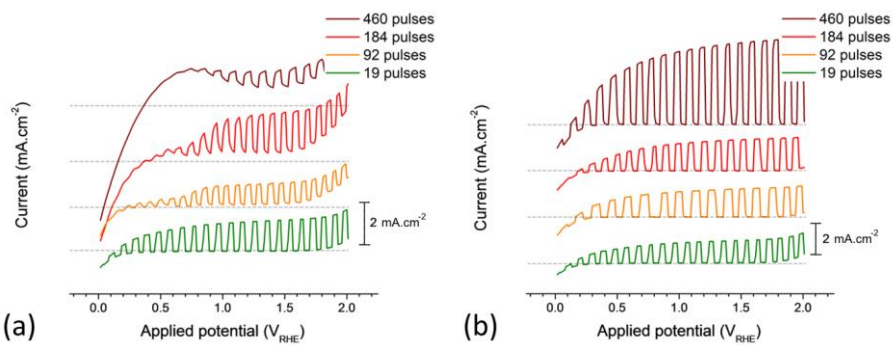 460 pulses
184 pulses
92 pulses
19 pulses
Current (mA.cm-2)
2 mA.cm-2
0.0 0.5 1.0 1.5 2.0
(a)
Applied potential (VRHE)
460 pulses
184 pulses
92 pulses
19 pulses
Current (mA.cm-2)
2 mA.cm-2
0.0 0.5 1.0 1.5 2.0
(b)
Applied potential (VRHE)